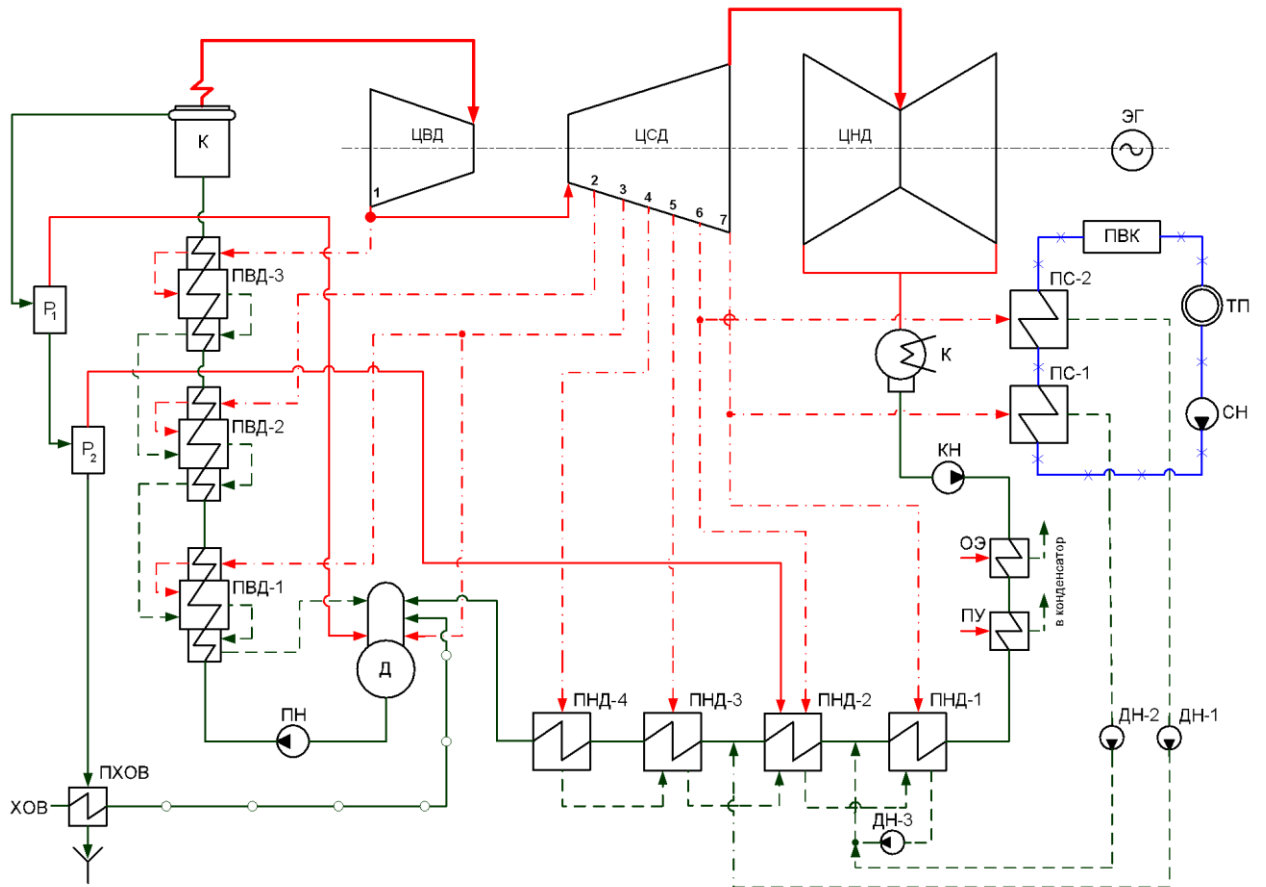 ЭГ
К
ЦВД
ЦСД
ЦНД
1
2
3
4
5
6
7
ПВК
ПВД-3
ПС-2
ТП
Р1
К
ПС-1
СН
Р2
ПВД-2
КН
ОЭ
ПВД-1
ПУ
в конденсатор
Д
ПНД-4
ПНД-3
ПНД-2
ПНД-1
ПН
ДН-2
ДН-1
ПХОВ
ХОВ
ДН-3